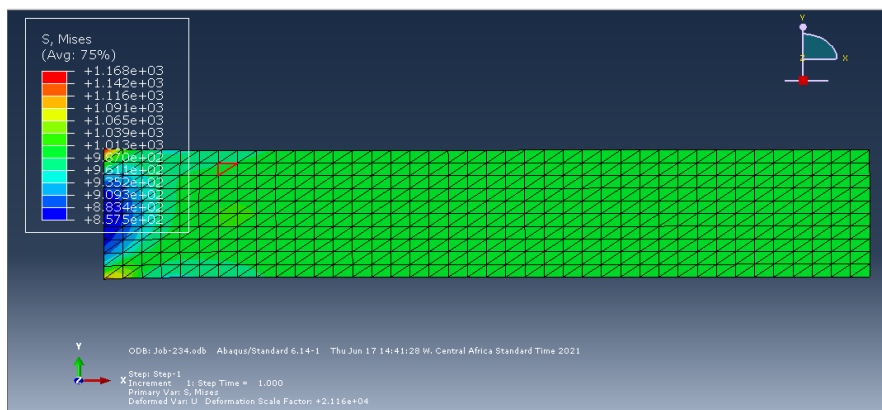 S, Mises
(Avg: 75%)
+1.168e+03
+1.142e+03
+1.116e+03
+1.091e+03
+1.065e+03
+1.039e+03
+1.013e+03
+9.870e+02
+9.611e+02
+9.352e+02
+9.093e+02
+8.834e+02
+8.575e+02
Y
Z X
ODB: Job-234.odb Abaqus/Standard 6.14-1 Thu Jun 17 14:41:28 W. Central Africa Standard Time 2021
Y
Z X
Step: Step-1
Increment 1: Step Time = 1.000
Primary Var: S, Mises
Deformed Var: U Deformation Scale Factor: +2.116e+04